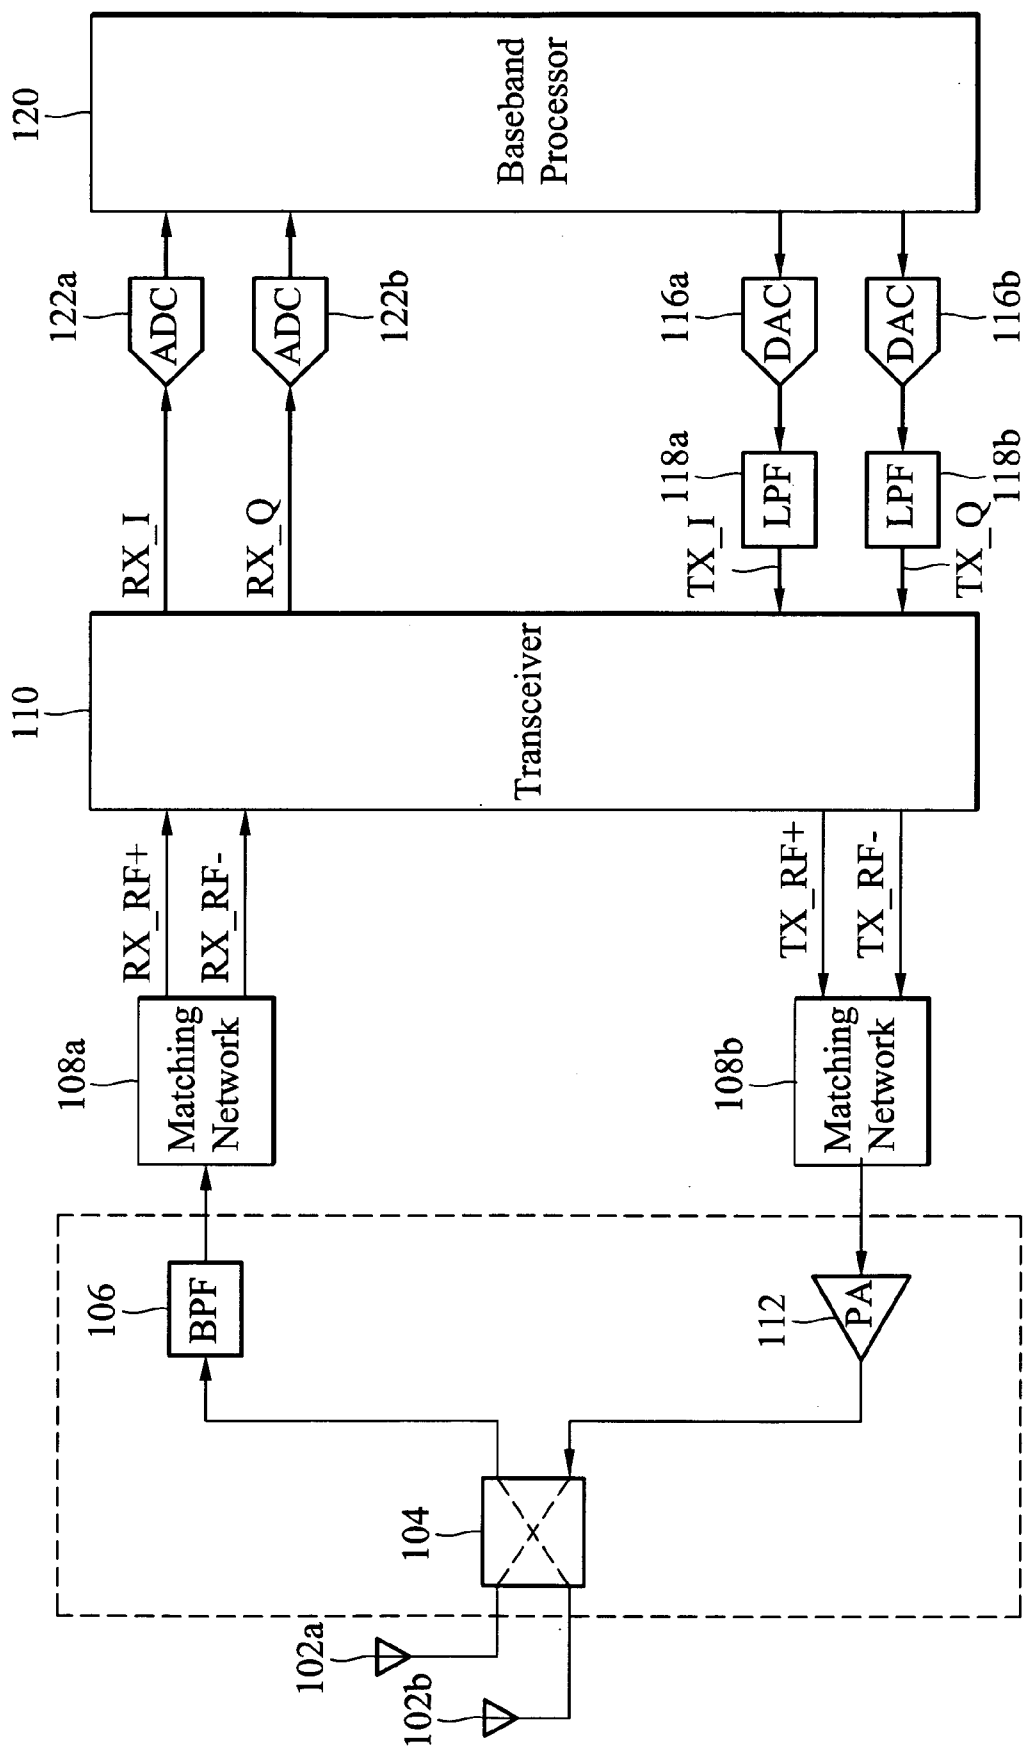 102a
102b
104
106
BPF
112
PA
108a
Matching
Network
108b
Matching
Network
RX_RF+
RX_RF-
TX_RF+
TX_RF-
110
Transceiver
RX_I
RX_Q
TX_I
TX_Q
118a
LPF
118b
LPF
122a
ADC
122b
ADC
116a
DAC
116b
DAC
120
Baseband
Processor